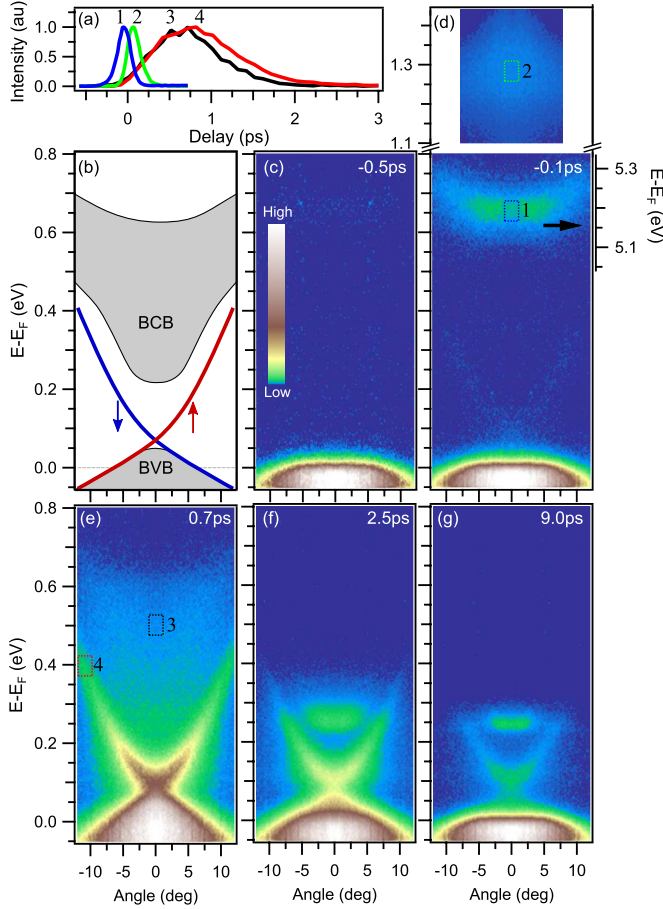 (a)
1 2 3 4
Intensity (au)
1.0
0.5
0.0
0 1 2 3
Delay (ps)
(d)
1.3
2
1.1
(b)
0.8
0.6
0.4
0.2
0.0
E-EF (eV)
BCB
BVB
(c) -0.5ps
High
Low
-0.1ps
1
5.3
5.1
E-EF (eV)
(e) 0.7ps
0.8
0.6
0.4
0.2
0.0
E-EF (eV)
3
4
-10 -5 0 5 10
Angle (deg)
(f) 2.5ps
-10 -5 0 5 10
Angle (deg)
(g) 9.0ps
-10 -5 0 5 10
Angle (deg)